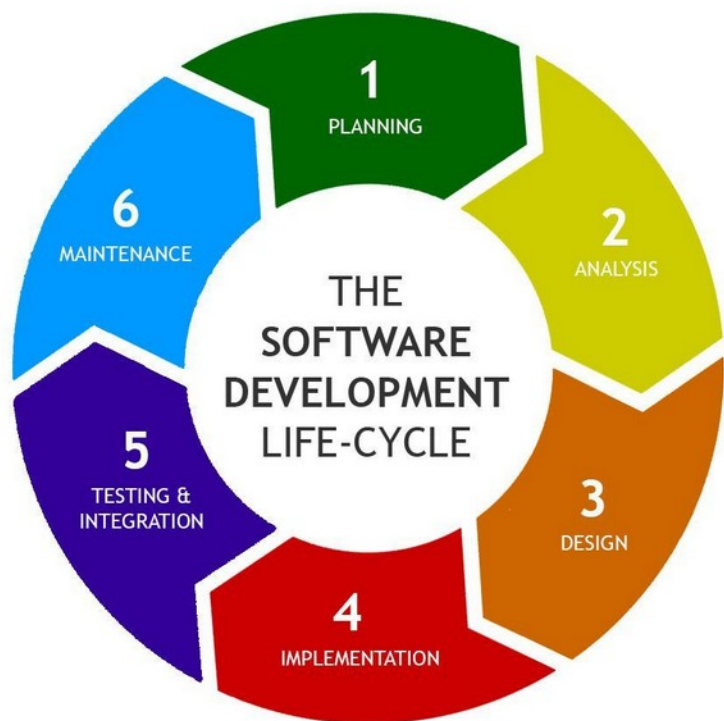 1
PLANNING
2
ANALYSIS
3
DESIGN
4
IMPLEMENTATION
5
TESTING &
INTEGRATION
6
MAINTENANCE
THE
SOFTWARE
DEVELOPMENT
LIFE-CYCLE